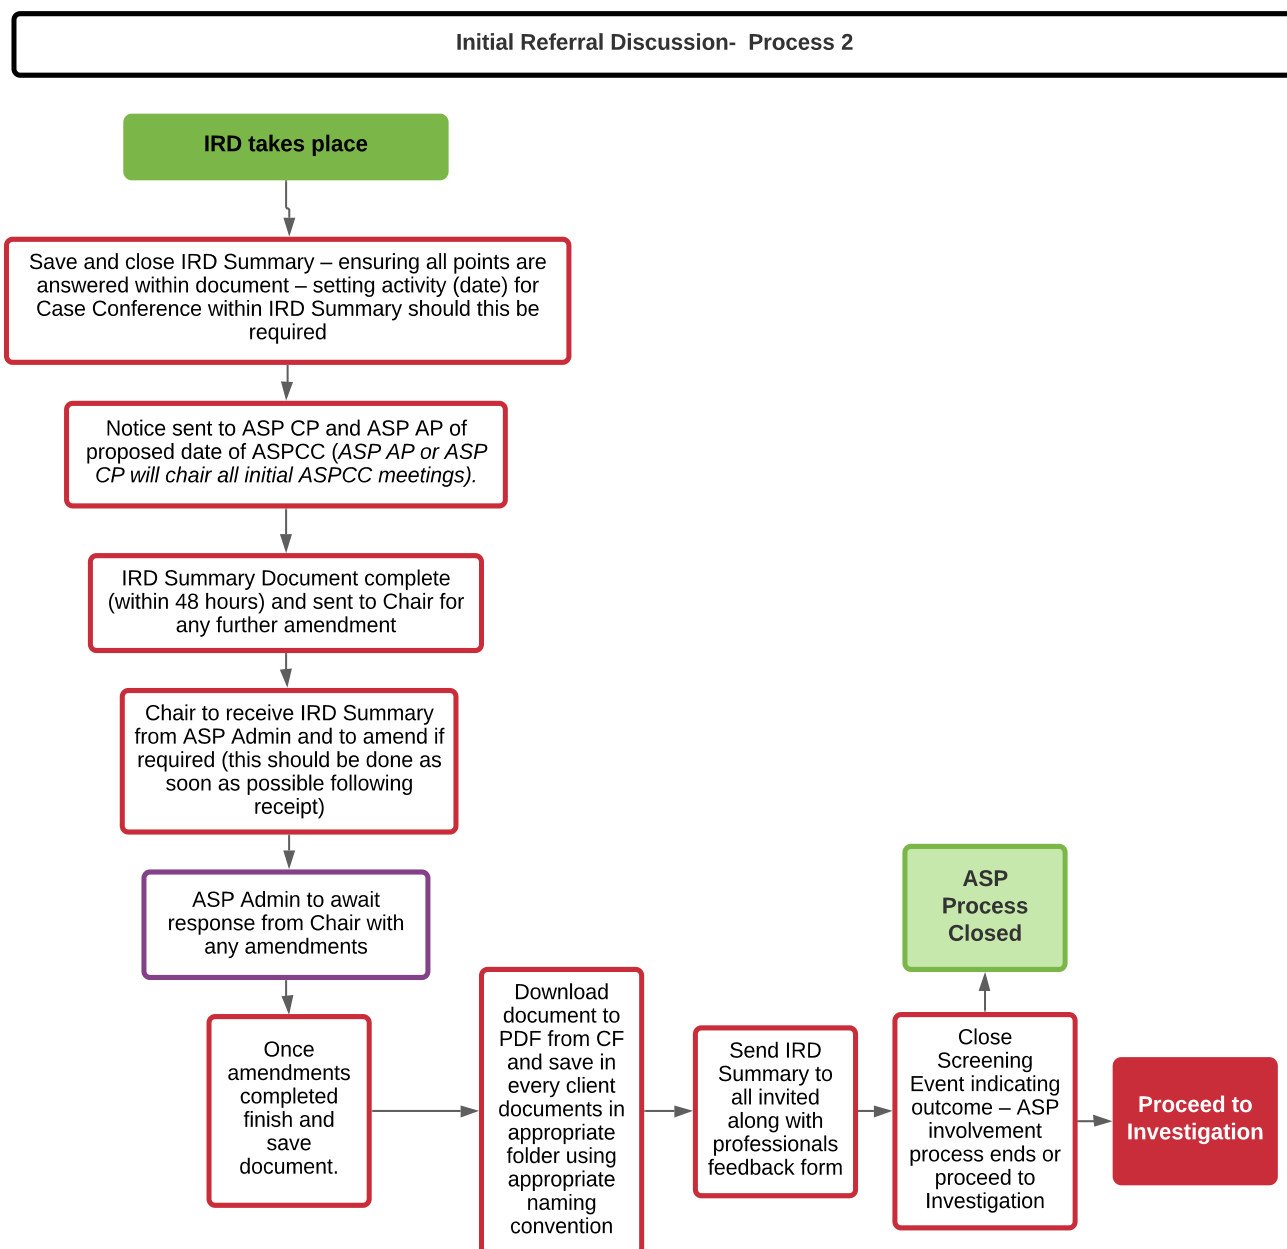 Initial Referral Discussion-  Process 2
IRD takes place
Save and close IRD Summary – ensuring all points are
answered within document – setting activity (date) for
Case Conference within IRD Summary should this be
required
Notice sent to ASP CP and ASP AP of
proposed date of ASPCC (ASP AP or ASP
CP will chair all initial ASPCC meetings).
IRD Summary Document complete
(within 48 hours) and sent to Chair for
any further amendment
Chair to receive IRD Summary
from ASP Admin and to amend if
required (this should be done as
soon as possible following
receipt)
ASP Admin to await
response from Chair with
any amendments
Once
amendments
completed
finish and
save
document.
Download
document to
PDF from CF
and save in
every client
documents in
appropriate
folder using
appropriate
naming
convention
Send IRD
Summary to
all invited
along with
professionals
feedback form
Close
Screening
Event indicating
outcome – ASP
involvement
process ends or
proceed to
Investigation
ASP
Process
Closed
Proceed to
Investigation